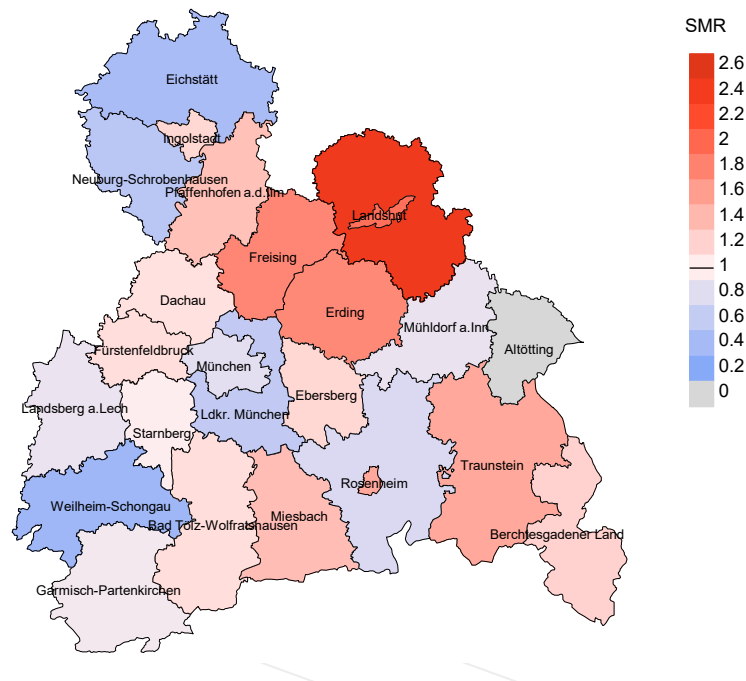 SMR
2.6
2.4
2.2
2
1.8
1.6
1.4
1.2
1
0.8
0.6
0.4
0.2
0
Eichstätt
Ingolstadt
Neuburg-Schrobenhausen
Pfaffenhofen a.d.Ilm
Landshut
Freising
Dachau
Erding
Mühldorf a.Inn
Altötting
Fürstenfeldbruck
München
Ebersberg
Landsberg a.Lech
Ldkr. München
Starnberg
Traunstein
Rosenheim
Weilheim-Schongau
Miesbach
Bad Tölz-Wolfratshausen
Berchtesgadener Land
Garmisch-Partenkirchen